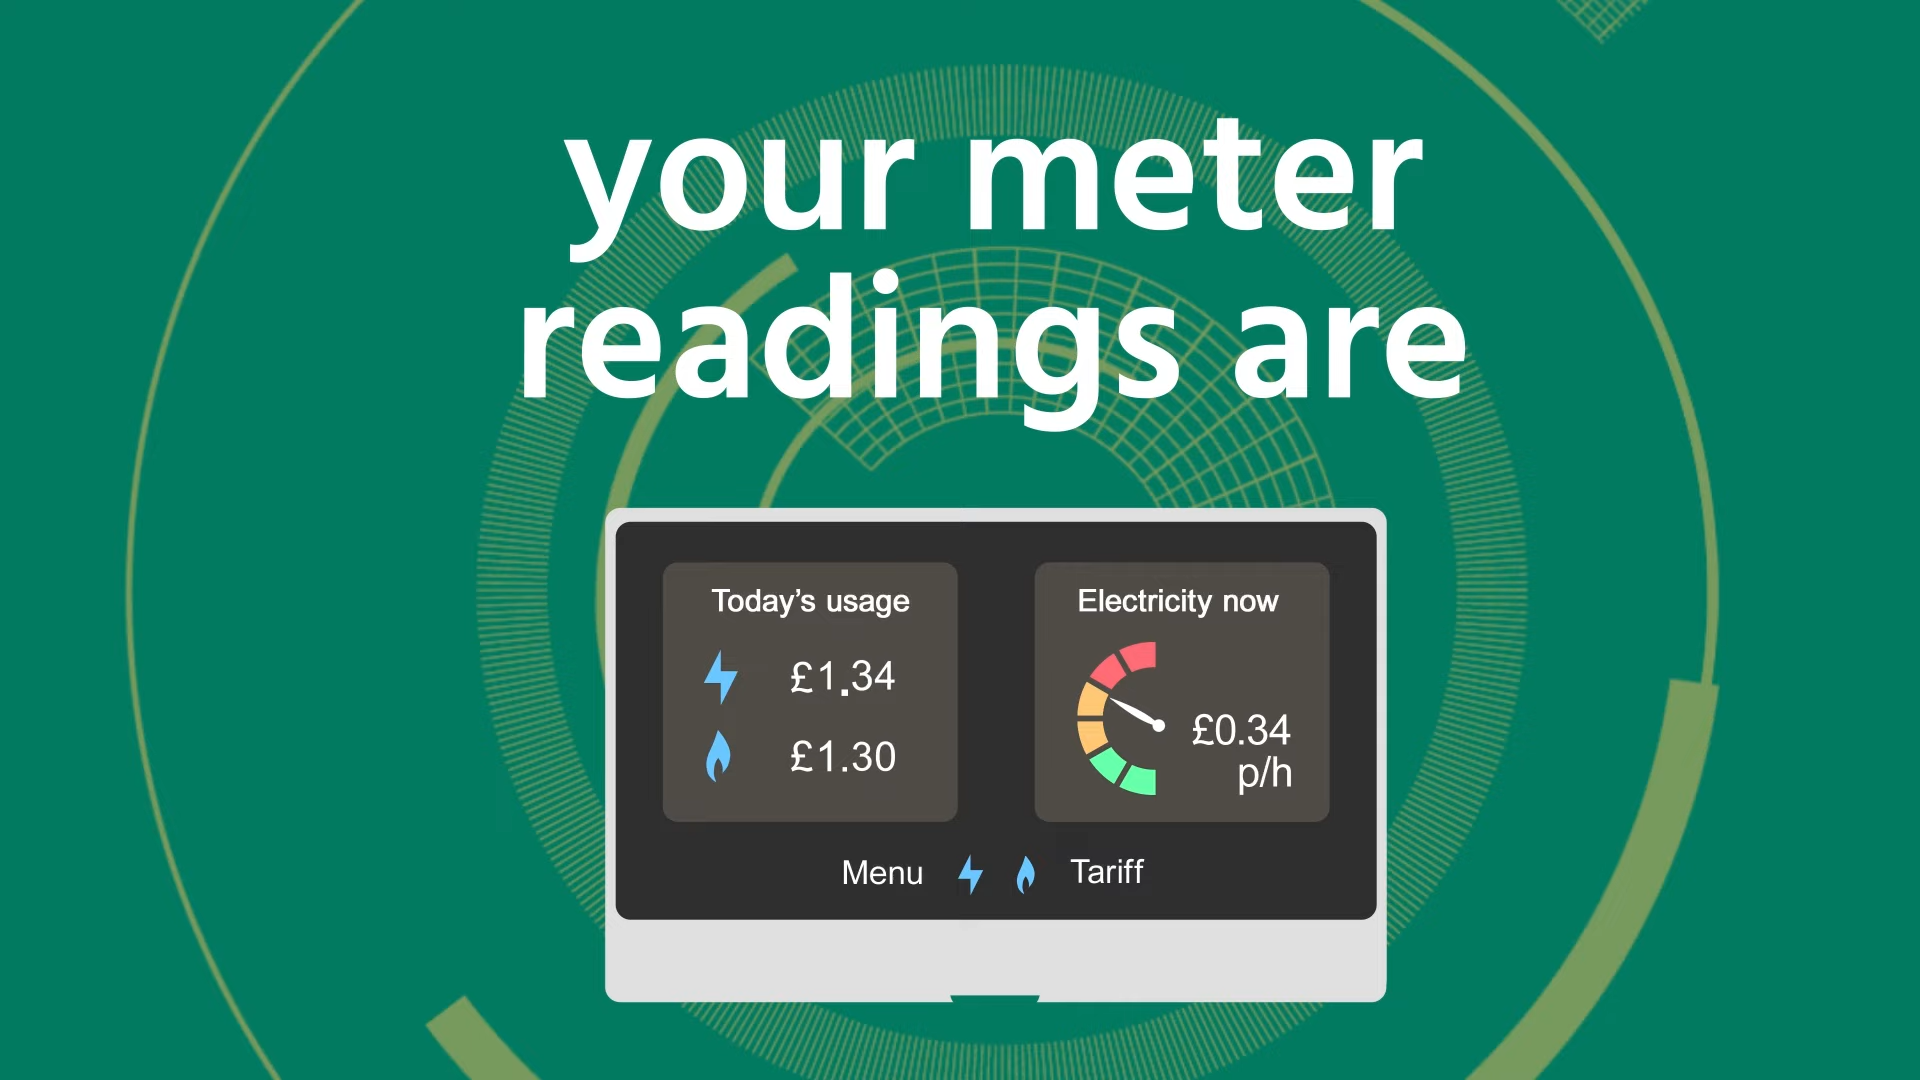 your meter
readings are
Today’s usage
£1.34
£1.30
Electricity now
£0.34
p/h
Menu
Tariff